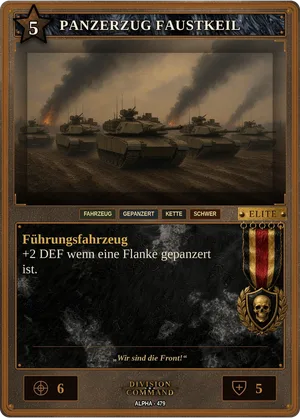 5
PANZERZUG FAUSTKEIL
FAHRZEUG GEPANZERT KETTE SCHWER
ELITE
Führungsfahrzeug
+2 DEF wenn eine Flanke gepanzert
ist.
„Wir sind die Front!“
6
DIVISION
COMMAND
ALPHA - 479
5